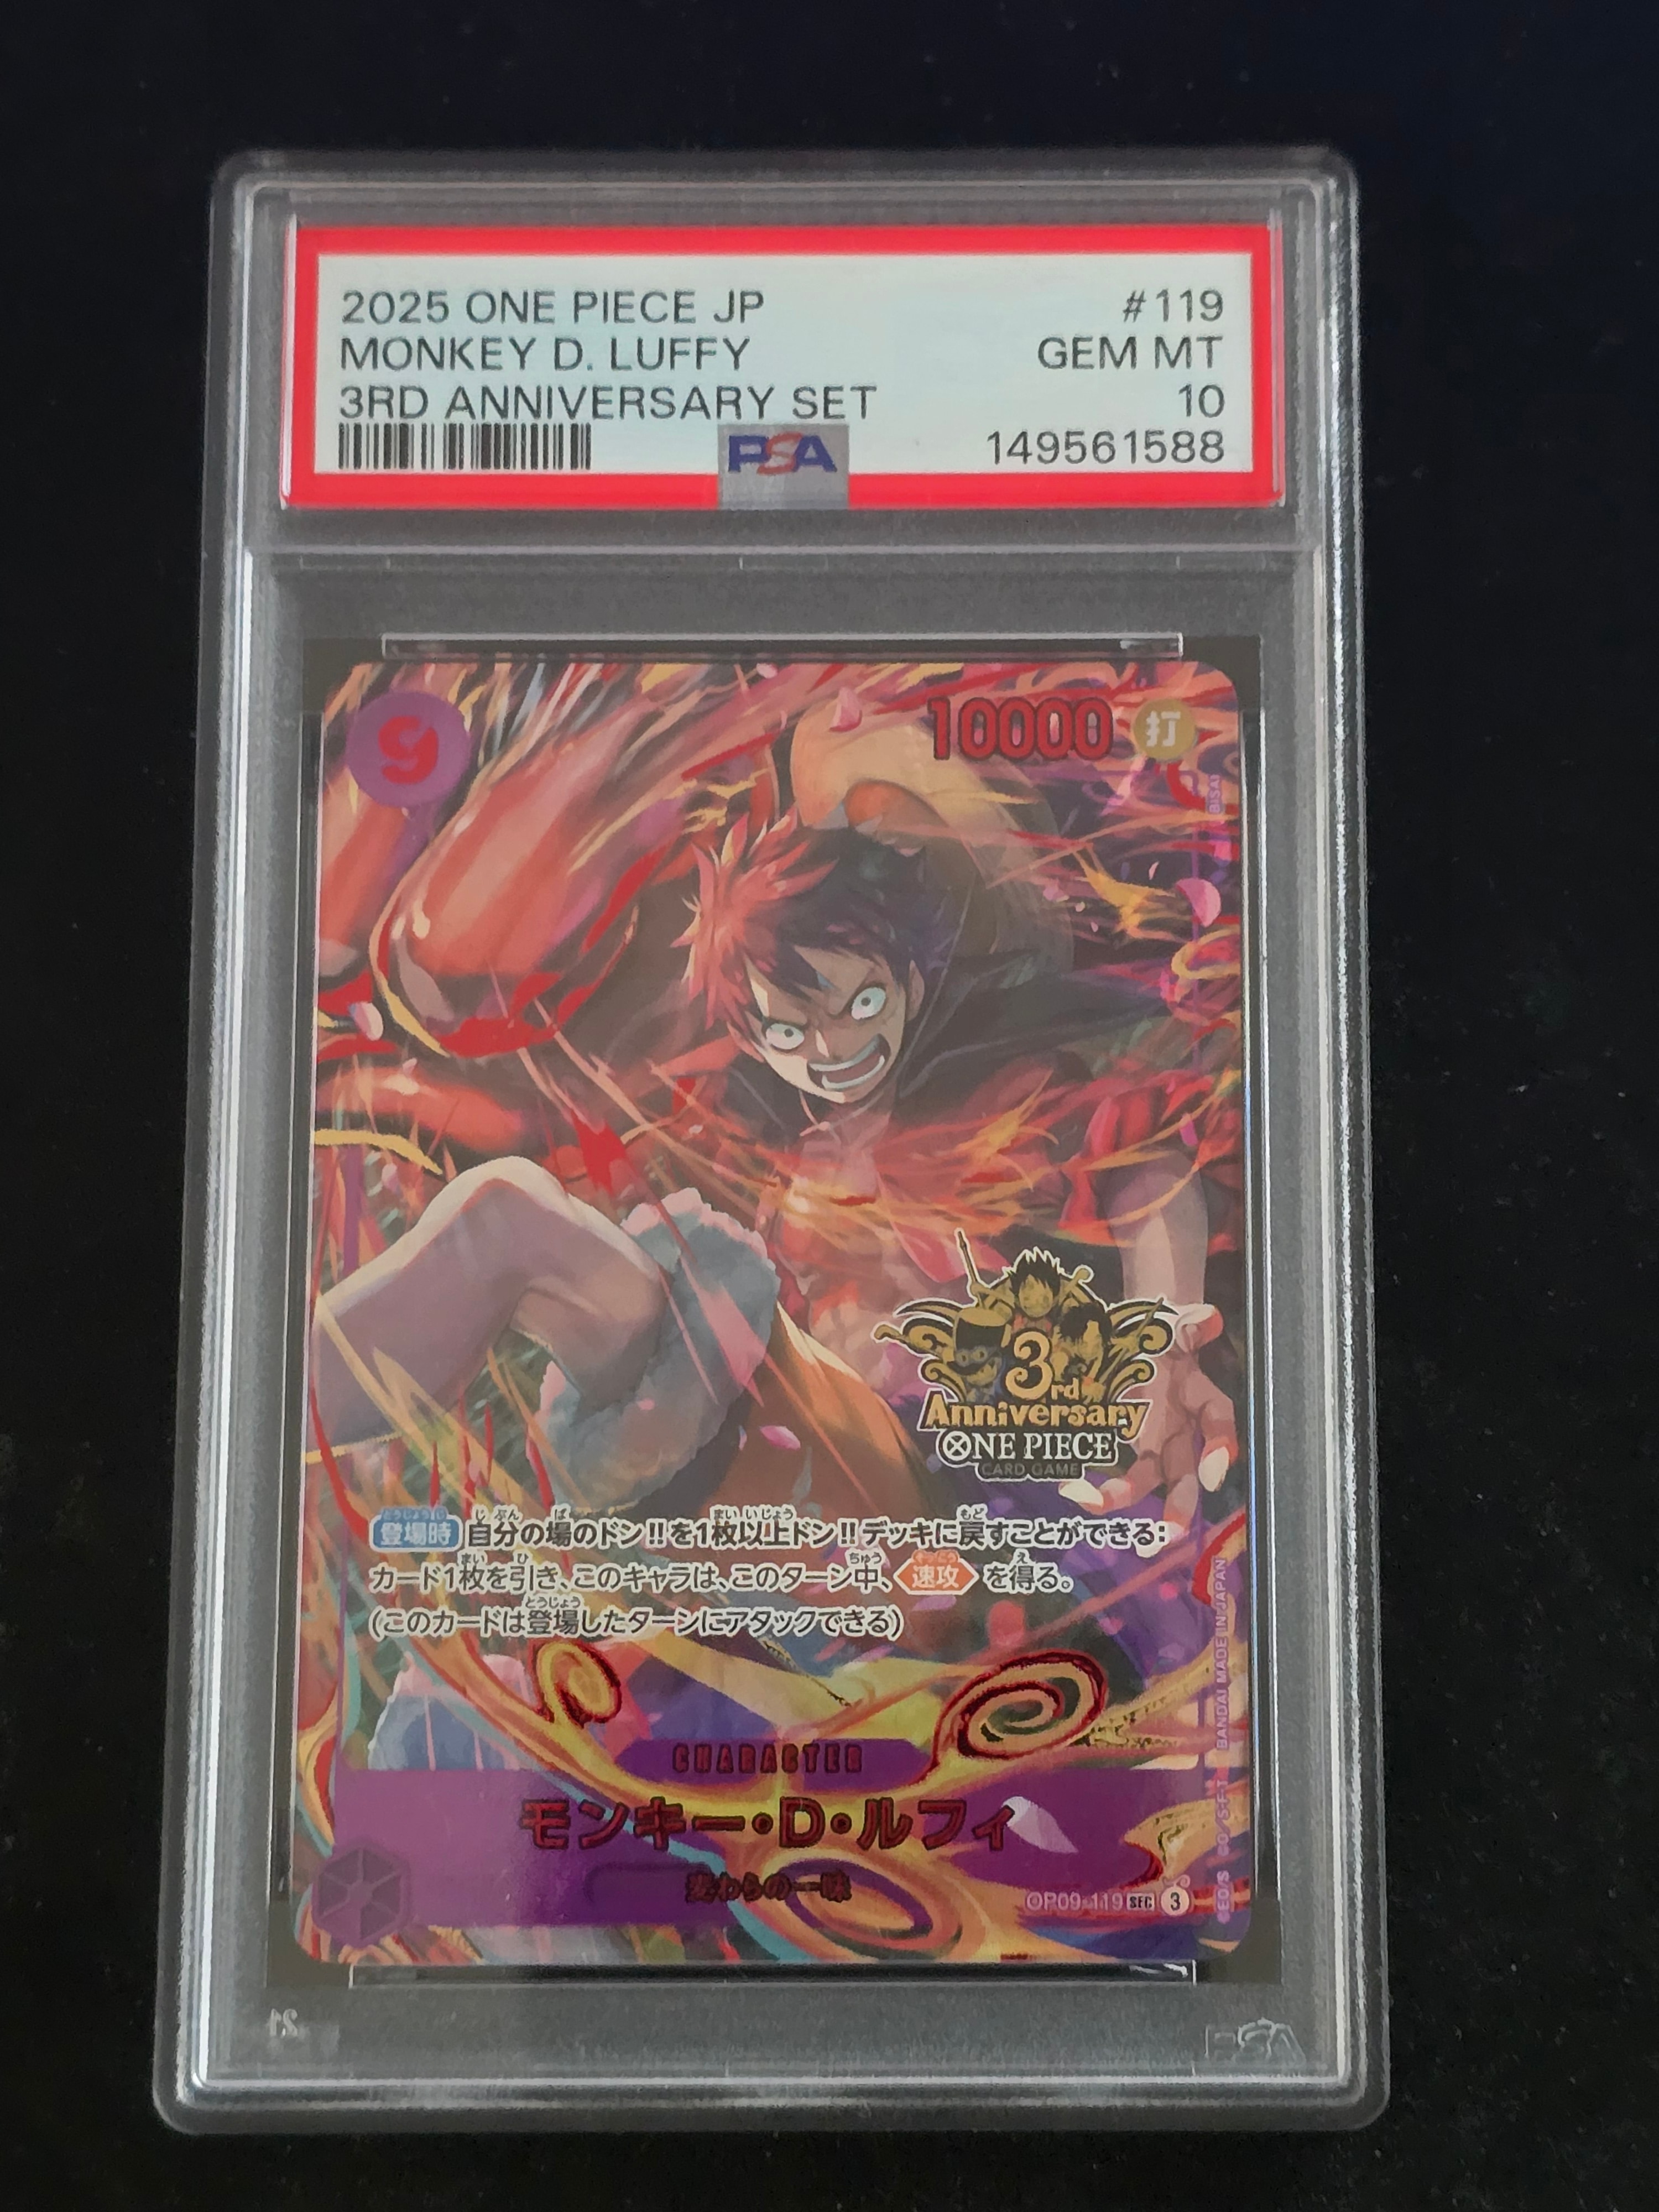 2025 ONE PIECE JP #119
MONKEY D. LUFFY GEM MT
3RD ANNIVERSARY SET 10
PSA 149561588
9 10000 打
3rd
Anniversary
ONE PIECE
CARD GAME
登場時 自分の場のドン!!を1枚以上ドン!!デッキに戻すことができる:
カード1枚を引き、このキャラは、このターン中、速攻を得る。
(このカードは登場したターンにアタックできる)
CHARACTER
モンキー・D・ルフィ
麦わらの一味
OP09-119 SEC 3
BISAI
BANDAI MADE IN JAPAN
21
PSA